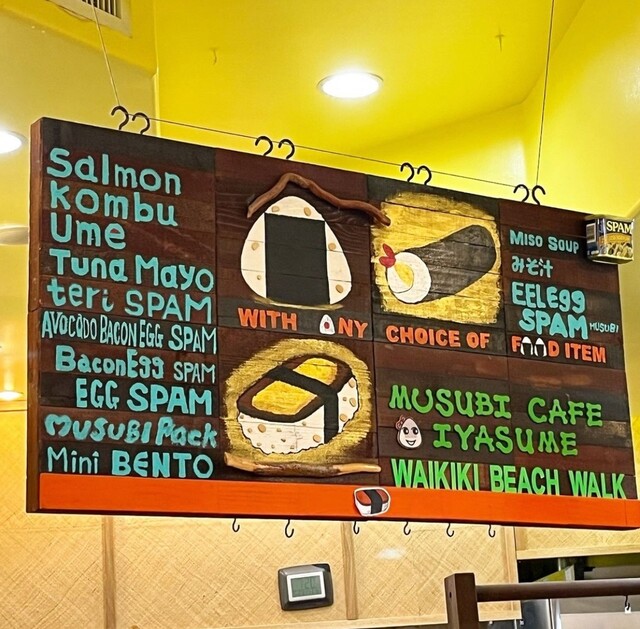 Salmon
Kombu
Ume
Tuna Mayo
teri SPAM
AVOCADO BACON EGG SPAM
BaconEgg SPAM
EGG SPAM
MUSUBI Pack
Mini BENTO
WITH ANY
CHOICE OF
FOOD ITEM
Miso Soup
みそ汁
EELEGG
SPAM MUSUBI
SPAM
MUSUBI CAFE
IYASUME
WAIKIKI BEACH WALK